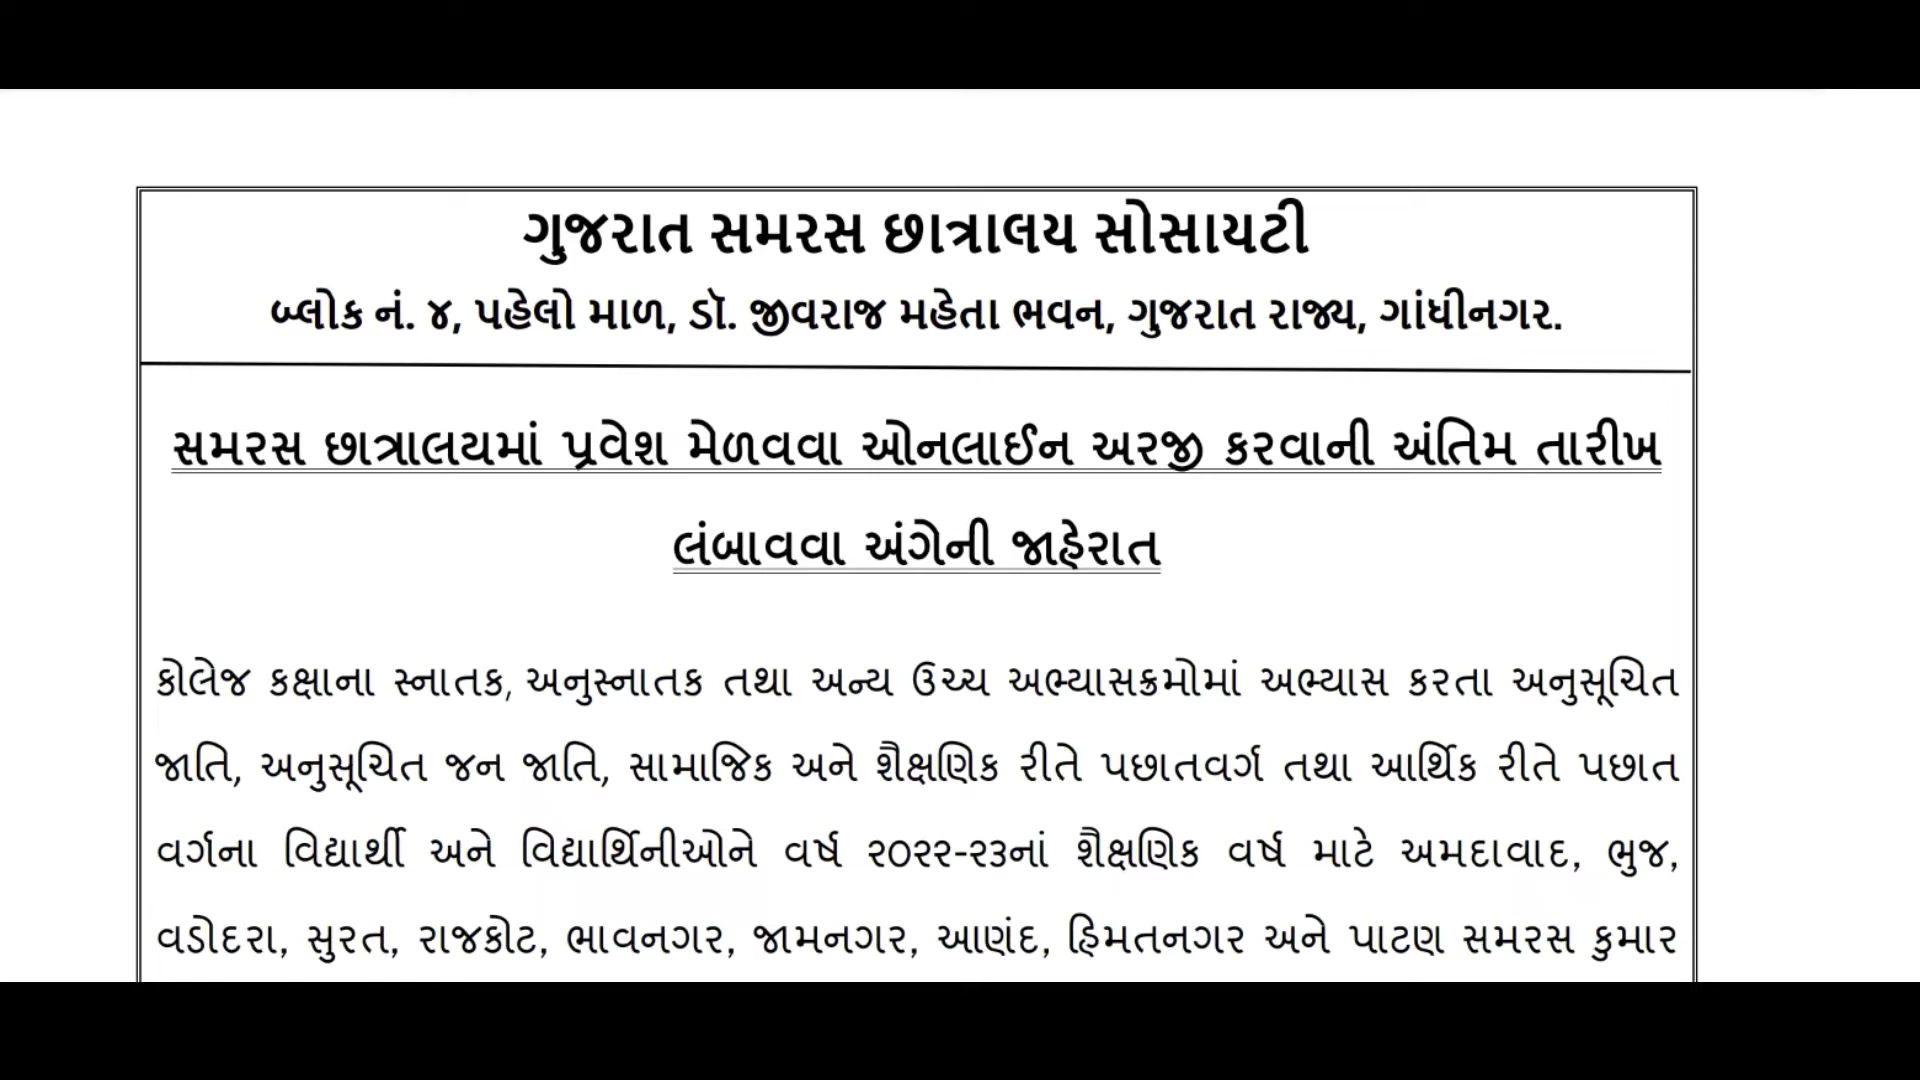 ગુજરાત સમરસ છાત્રાલય સોસાયટી
બ્લોક નં. ૪, પહેલો માળ, ડૉ. જીવરાજ મહેતા ભવન, ગુજરાત રાજ્ય, ગાંધીનગર.
સમરસ છાત્રાલયમાં પ્રવેશ મેળવવા ઓનલાઈન અરજી કરવાની અંતિમ તારીખ
લંબાવવા અંગેની જાહેરાત
કોલેજ કક્ષાના સ્નાતક, અનુસ્નાતક તથા અન્ય ઉચ્ચ અભ્યાસક્રમોમાં અભ્યાસ કરતા અનુસૂચિત
જાતિ, અનુસૂચિત જન જાતિ, સામાજિક અને શૈક્ષણિક રીતે પછાતવર્ગ તથા આર્થિક રીતે પછાત
વર્ગના વિદ્યાર્થી અને વિદ્યાર્થિનીઓને વર્ષ ૨૦૨૨-૨૩નાં શૈક્ષણિક વર્ષ માટે અમદાવાદ, ભુજ,
વડોદરા, સુરત, રાજકોટ, ભાવનગર, જામનગર, આણંદ, હિમતનગર અને પાટણ સમરસ કુમાર